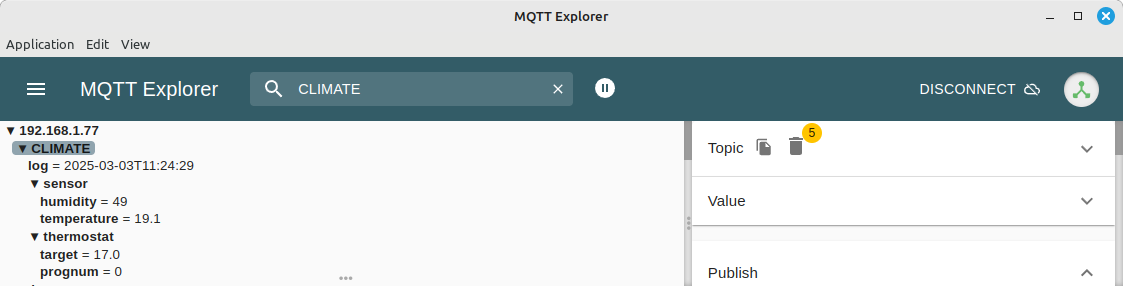 MQTT Explorer
Application Edit View
MQTT Explorer CLIMATE DISCONNECT
▼ 192.168.1.77
▼ CLIMATE
log = 2025-03-03T11:24:29
▼ sensor
humidity = 49
temperature = 19.1
▼ thermostat
target = 17.0
prognum = 0
Topic 5
Value
Publish